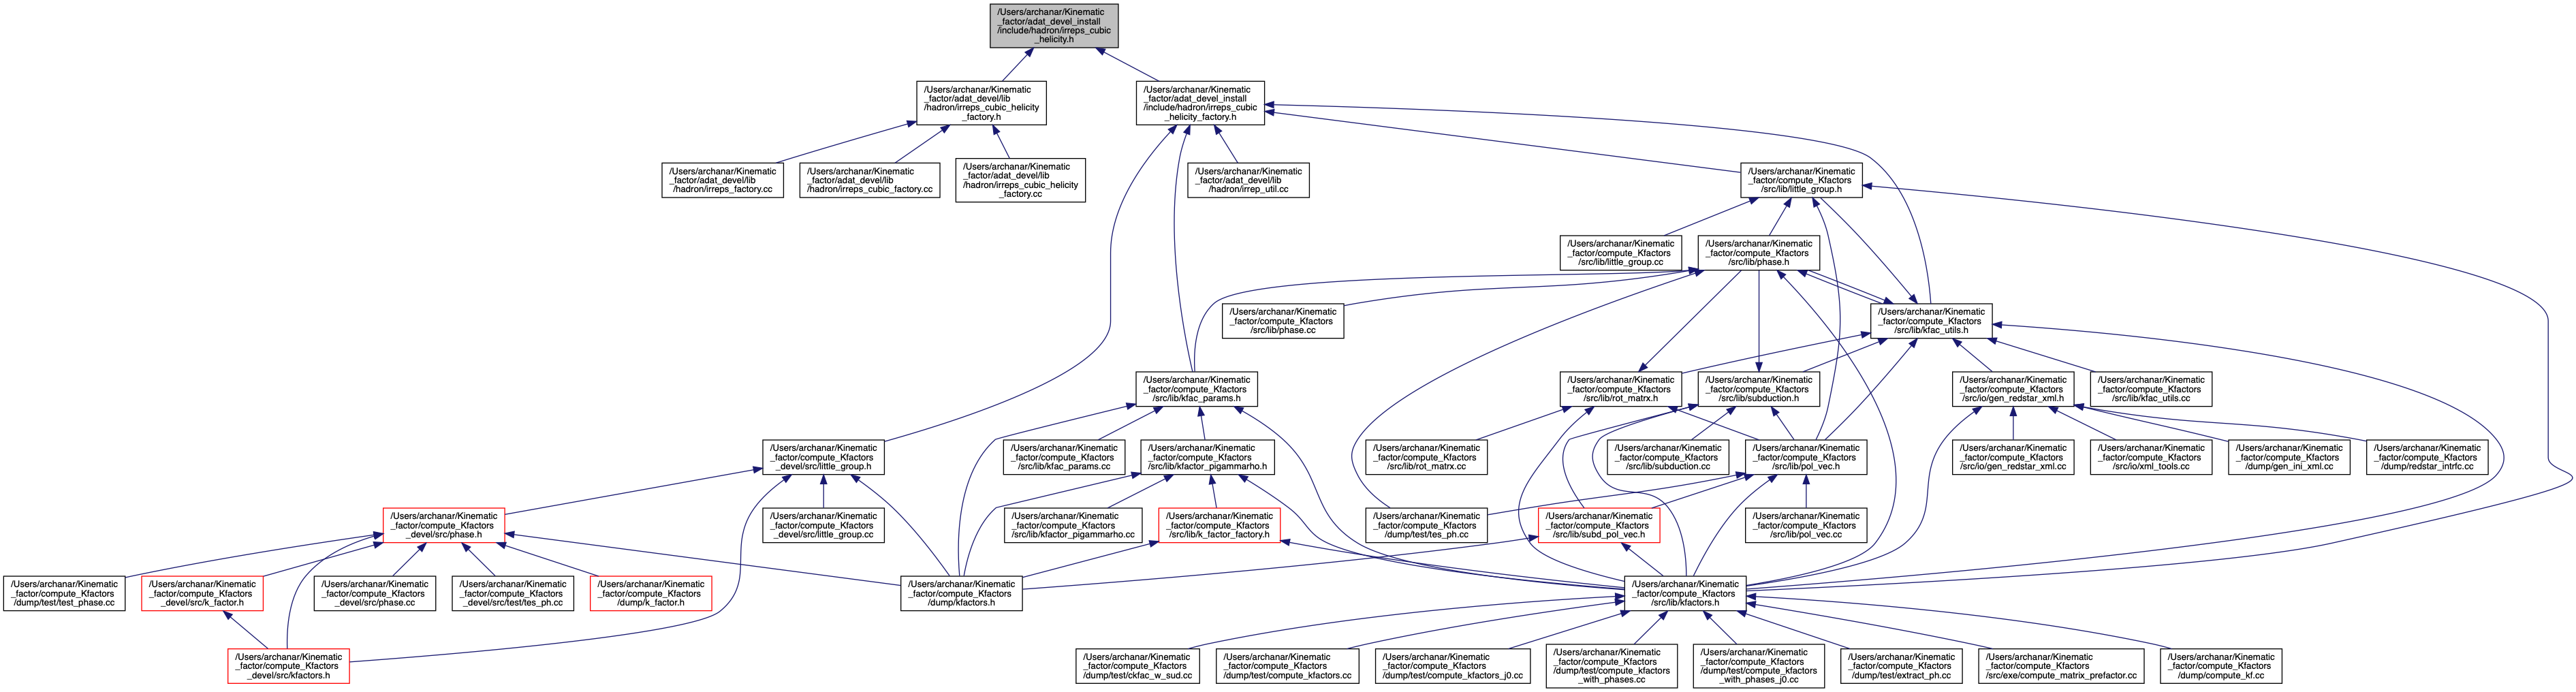 /Users/archanar/Kinematic
_factor/adat_devel_install
/include/hadron/irreps_cubic
_helicity.h
/Users/archanar/Kinematic
_factor/adat_devel/lib
/hadron/irreps_cubic_helicity
_factory.h
/Users/archanar/Kinematic
_factor/adat_devel_install
/include/hadron/irreps_cubic
_helicity_factory.h
/Users/archanar/Kinematic
_factor/adat_devel/lib
/hadron/irreps_factory.cc
/Users/archanar/Kinematic
_factor/adat_devel/lib
/hadron/irreps_cubic_factory.cc
/Users/archanar/Kinematic
_factor/adat_devel/lib
/hadron/irreps_cubic_helicity
_factory.cc
/Users/archanar/Kinematic
_factor/adat_devel/lib
/hadron/irrep_util.cc
/Users/archanar/Kinematic
_factor/compute_Kfactors
/src/lib/little_group.h
/Users/archanar/Kinematic
_factor/compute_Kfactors
/src/lib/little_group.cc
/Users/archanar/Kinematic
_factor/compute_Kfactors
/src/lib/phase.h
/Users/archanar/Kinematic
_factor/compute_Kfactors
/src/lib/phase.cc
/Users/archanar/Kinematic
_factor/compute_Kfactors
/src/lib/kfac_utils.h
/Users/archanar/Kinematic
_factor/compute_Kfactors
/src/lib/kfac_params.h
/Users/archanar/Kinematic
_factor/compute_Kfactors
/src/lib/rot_matrx.h
/Users/archanar/Kinematic
_factor/compute_Kfactors
/src/lib/subduction.h
/Users/archanar/Kinematic
_factor/compute_Kfactors
/src/io/gen_redstar_xml.h
/Users/archanar/Kinematic
_factor/compute_Kfactors
/src/lib/kfac_utils.cc
/Users/archanar/Kinematic
_factor/compute_Kfactors
_devel/src/little_group.h
/Users/archanar/Kinematic
_factor/compute_Kfactors
/src/lib/kfac_params.cc
/Users/archanar/Kinematic
_factor/compute_Kfactors
/src/lib/kfactor_pigammarho.h
/Users/archanar/Kinematic
_factor/compute_Kfactors
/src/lib/rot_matrx.cc
/Users/archanar/Kinematic
_factor/compute_Kfactors
/src/lib/subduction.cc
/Users/archanar/Kinematic
_factor/compute_Kfactors
/src/lib/pol_vec.h
/Users/archanar/Kinematic
_factor/compute_Kfactors
/src/io/gen_redstar_xml.cc
/Users/archanar/Kinematic
_factor/compute_Kfactors
/src/io/xml_tools.cc
/Users/archanar/Kinematic
_factor/compute_Kfactors
/dump/gen_ini_xml.cc
/Users/archanar/Kinematic
_factor/compute_Kfactors
/dump/redstar_intrfc.cc
/Users/archanar/Kinematic
_factor/compute_Kfactors
_devel/src/phase.h
/Users/archanar/Kinematic
_factor/compute_Kfactors
_devel/src/little_group.cc
/Users/archanar/Kinematic
_factor/compute_Kfactors
/src/lib/kfactor_pigammarho.cc
/Users/archanar/Kinematic
_factor/compute_Kfactors
/src/lib/k_factor_factory.h
/Users/archanar/Kinematic
_factor/compute_Kfactors
/dump/test/tes_ph.cc
/Users/archanar/Kinematic
_factor/compute_Kfactors
/src/lib/subd_pol_vec.h
/Users/archanar/Kinematic
_factor/compute_Kfactors
/src/lib/pol_vec.cc
/Users/archanar/Kinematic
_factor/compute_Kfactors
/dump/test/test_phase.cc
/Users/archanar/Kinematic
_factor/compute_Kfactors
_devel/src/k_factor.h
/Users/archanar/Kinematic
_factor/compute_Kfactors
_devel/src/phase.cc
/Users/archanar/Kinematic
_factor/compute_Kfactors
_devel/src/test/tes_ph.cc
/Users/archanar/Kinematic
_factor/compute_Kfactors
/dump/k_factor.h
/Users/archanar/Kinematic
_factor/compute_Kfactors
/dump/kfactors.h
/Users/archanar/Kinematic
_factor/compute_Kfactors
/src/lib/kfactors.h
/Users/archanar/Kinematic
_factor/compute_Kfactors
_devel/src/kfactors.h
/Users/archanar/Kinematic
_factor/compute_Kfactors
/dump/test/ckfac_w_sud.cc
/Users/archanar/Kinematic
_factor/compute_Kfactors
/dump/test/compute_kfactors.cc
/Users/archanar/Kinematic
_factor/compute_Kfactors
/dump/test/compute_kfactors_j0.cc
/Users/archanar/Kinematic
_factor/compute_Kfactors
/dump/test/compute_kfactors
_with_phases.cc
/Users/archanar/Kinematic
_factor/compute_Kfactors
/dump/test/compute_kfactors
_with_phases_j0.cc
/Users/archanar/Kinematic
_factor/compute_Kfactors
/dump/test/extract_ph.cc
/Users/archanar/Kinematic
_factor/compute_Kfactors
/src/exe/compute_matrix_prefactor.cc
/Users/archanar/Kinematic
_factor/compute_Kfactors
/dump/compute_kf.cc